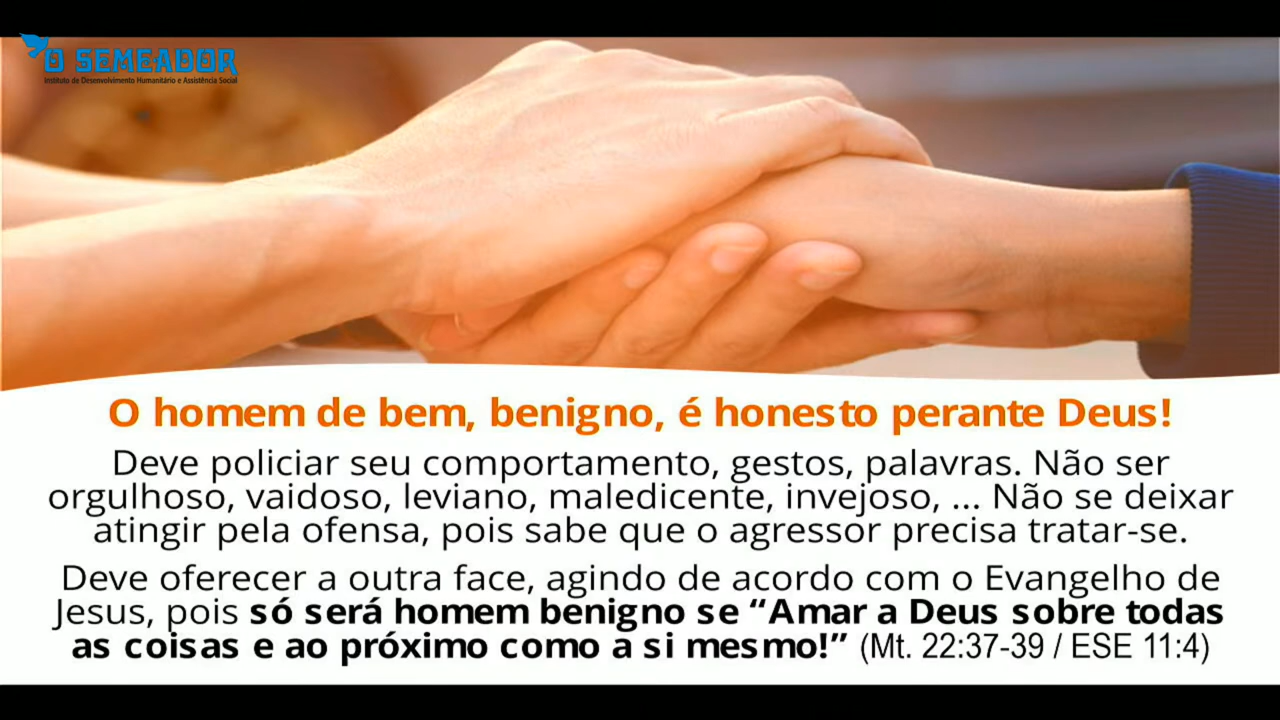 O SEMEADOR
Instituto de Desenvolvimento Humanitário e Assistência Social
O homem de bem, benigno, é honesto perante Deus!
Deve policiar seu comportamento, gestos, palavras. Não ser
orgulhoso, vaidoso, leviano, maledicente, invejoso, ... Não se deixar
atingir pela ofensa, pois sabe que o agressor precisa tratar-se.
Deve oferecer a outra face, agindo de acordo com o Evangelho de
Jesus, pois só será homem benigno se “Amar a Deus sobre todas
as coisas e ao próximo como a si mesmo!” (Mt. 22:37-39 / ESE 11:4)